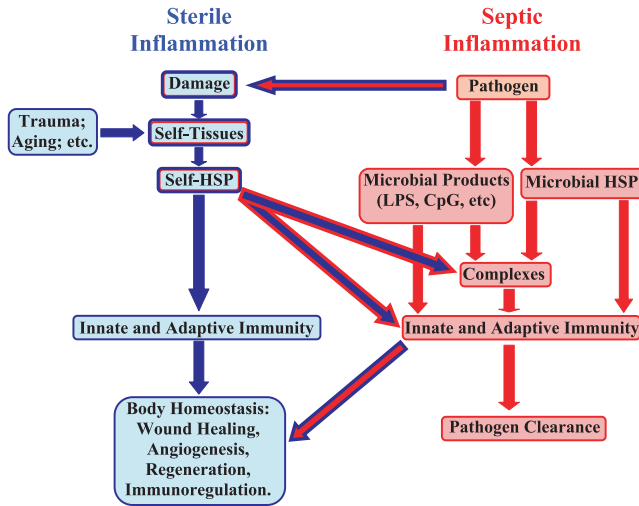 Sterile
Inflammation
Septic
Inflammation
Damage
Pathogen
Trauma;
Aging; etc.
Self-Tissues
Self-HSP
Microbial Products
(LPS, CpG, etc)
Microbial HSP
Complexes
Innate and Adaptive Immunity
Innate and Adaptive Immunity
Body Homeostasis:
Wound Healing,
Angiogenesis,
Regeneration,
Immunoregulation.
Pathogen Clearance